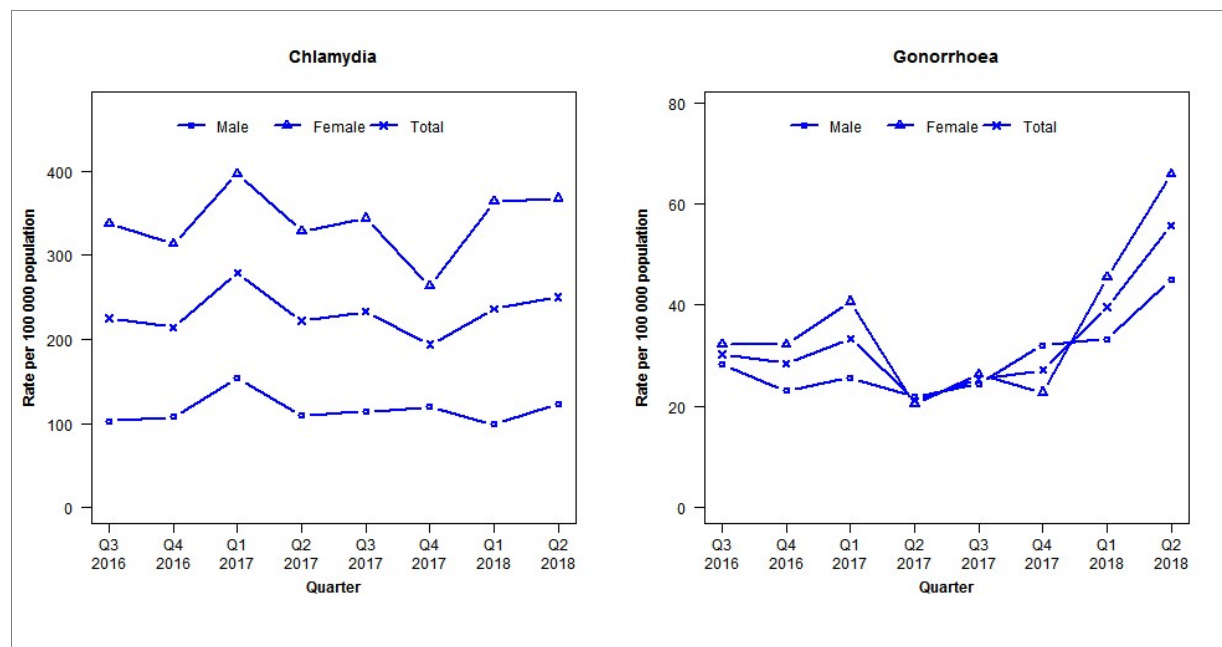 Chlamydia
Male Female Total
400
300
200
100
0
Rate per 100 000 population
Q3 Q4 Q1 Q2 Q3 Q4 Q1 Q2
2016 2016 2017 2017 2017 2017 2018 2018
Quarter
Gonorrhoea
Male Female Total
80
60
40
20
0
Rate per 100 000 population
Q3 Q4 Q1 Q2 Q3 Q4 Q1 Q2
2016 2016 2017 2017 2017 2017 2018 2018
Quarter